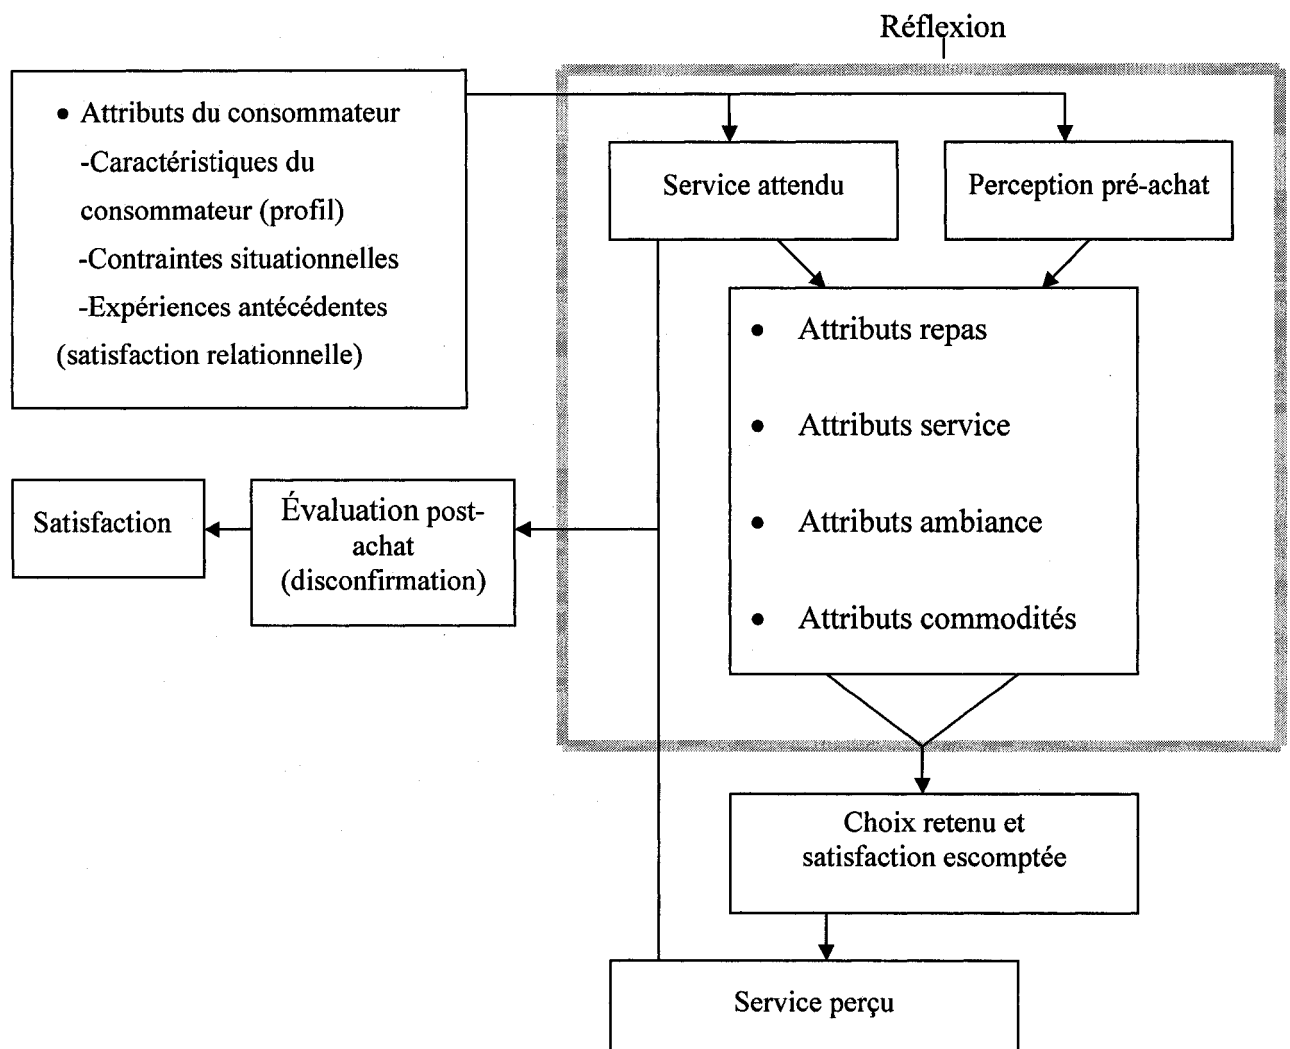 Réflexion
• Attributs du consommateur
-Caractéristiques du
consommateur (profil)
-Contraintes situationnelles
-Expériences antécédentes
(satisfaction relationnelle)
Service attendu
Perception pré-achat
• Attributs repas
• Attributs service
• Attributs ambiance
• Attributs commodités
Satisfaction
Évaluation post-
achat
(disconfirmation)
Choix retenu et
satisfaction escomptée
Service perçu